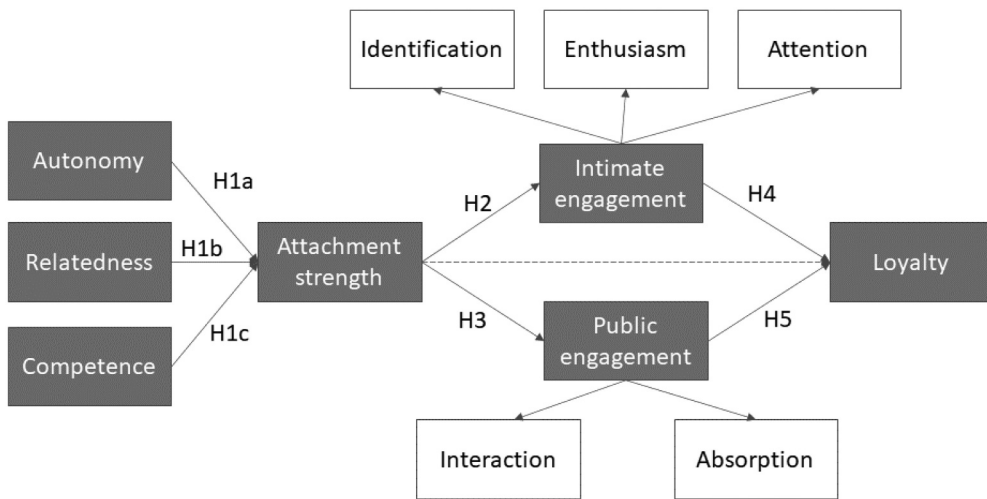 Identification
Enthusiasm
Attention
Autonomy
H1a
Intimate
engagement
H2
H4
Relatedness
H1b
Attachment
strength
Loyalty
H3
Public
engagement
H5
H1c
Competence
Interaction
Absorption